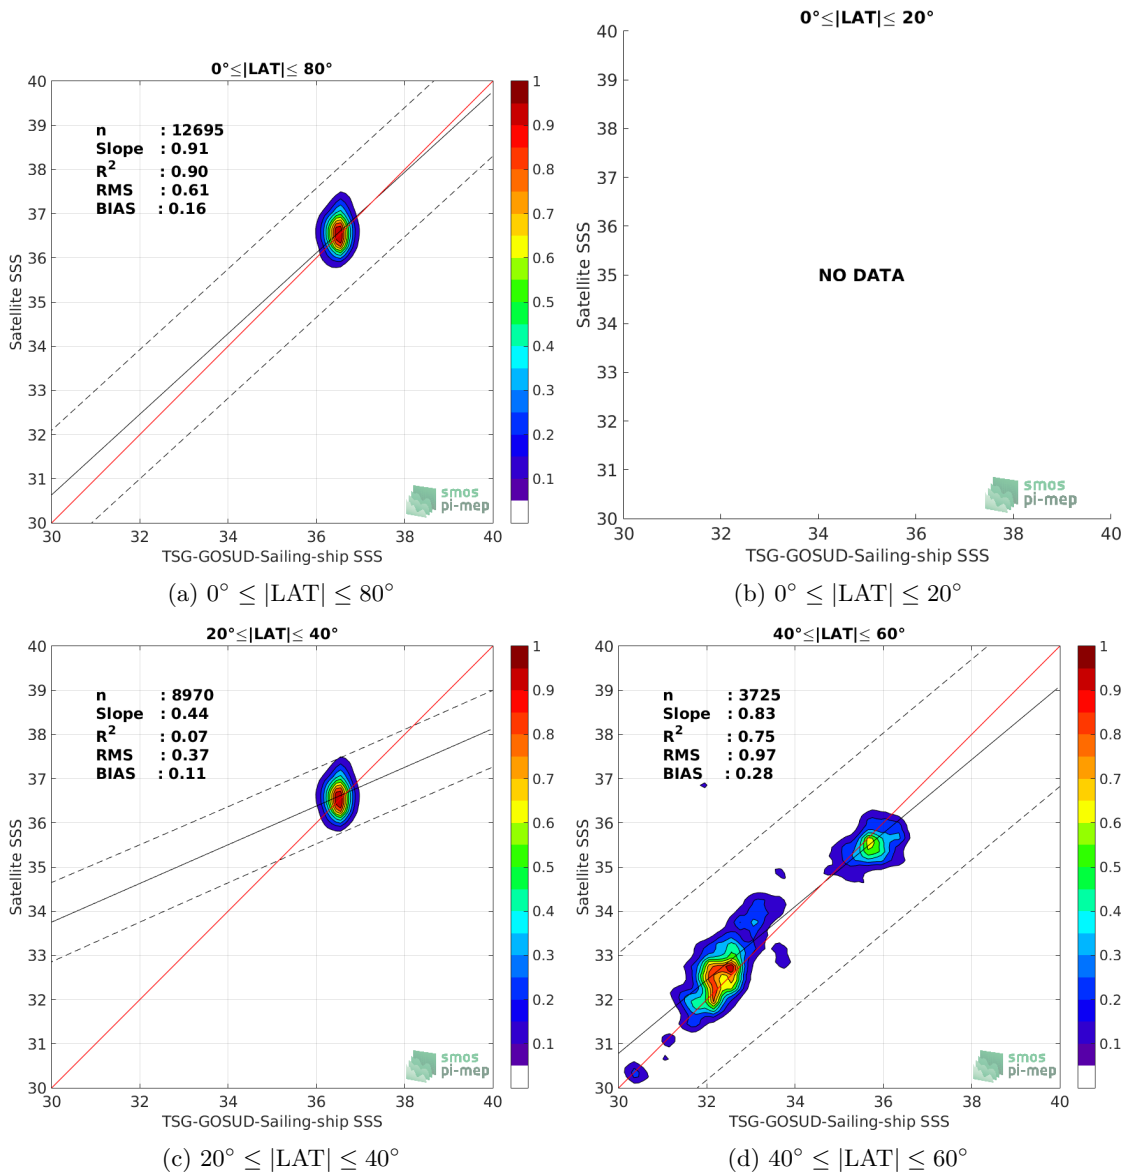 0°≤|LAT|≤ 80°
n : 12695
Slope : 0.91
R² : 0.90
RMS : 0.61
BIAS : 0.16
40
39
38
37
36
35
34
33
32
31
30
Satellite SSS
30 32 34 36 38 40
TSG-GOSUD-Sailing-ship SSS
1
0.9
0.8
0.7
0.6
0.5
0.4
0.3
0.2
0.1
smos
pi-mep
(a) 0° ≤ |LAT| ≤ 80°
0°≤|LAT|≤ 20°
40
39
38
37
36
35
34
33
32
31
30
Satellite SSS
NO DATA
30 32 34 36 38 40
TSG-GOSUD-Sailing-ship SSS
smos
pi-mep
(b) 0° ≤ |LAT| ≤ 20°
20°≤|LAT|≤ 40°
n : 8970
Slope : 0.44
R² : 0.07
RMS : 0.37
BIAS : 0.11
40
39
38
37
36
35
34
33
32
31
30
Satellite SSS
30 32 34 36 38 40
TSG-GOSUD-Sailing-ship SSS
1
0.9
0.8
0.7
0.6
0.5
0.4
0.3
0.2
0.1
smos
pi-mep
(c) 20° ≤ |LAT| ≤ 40°
40°≤|LAT|≤ 60°
n : 3725
Slope : 0.83
R² : 0.75
RMS : 0.97
BIAS : 0.28
40
39
38
37
36
35
34
33
32
31
30
Satellite SSS
30 32 34 36 38 40
TSG-GOSUD-Sailing-ship SSS
1
0.9
0.8
0.7
0.6
0.5
0.4
0.3
0.2
0.1
smos
pi-mep
(d) 40° ≤ |LAT| ≤ 60°